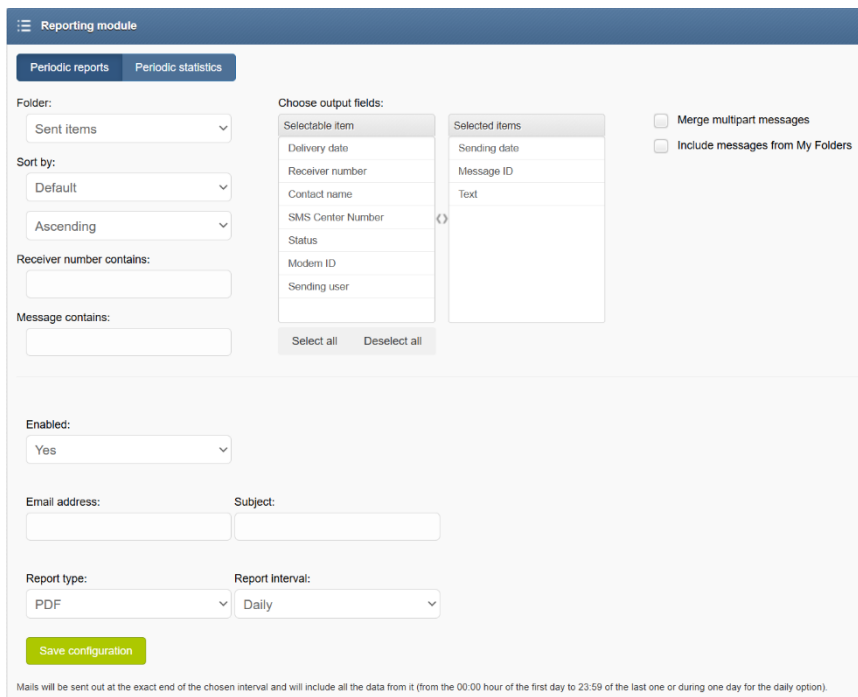 Reporting module
Periodic reports Periodic statistics
Folder:
Sent items
Sort by:
Default
Ascending
Receiver number contains:
Message contains:
Choose output fields:
Selectable item
Delivery date
Receiver number
Contact name
SMS Center Number
Status
Modem ID
Sending user
Select all Deselect all
Selected items
Sending date
Message ID
Text
Merge multipart messages
Include messages from My Folders
Enabled:
Yes
Email address: Subject:
Report type: Report interval:
PDF Daily
Save configuration
Mails will be sent out at the exact end of the chosen interval and will include all the data from it (from the 00:00 hour of the first day to 23:59 of the last one or during one day for the daily option).